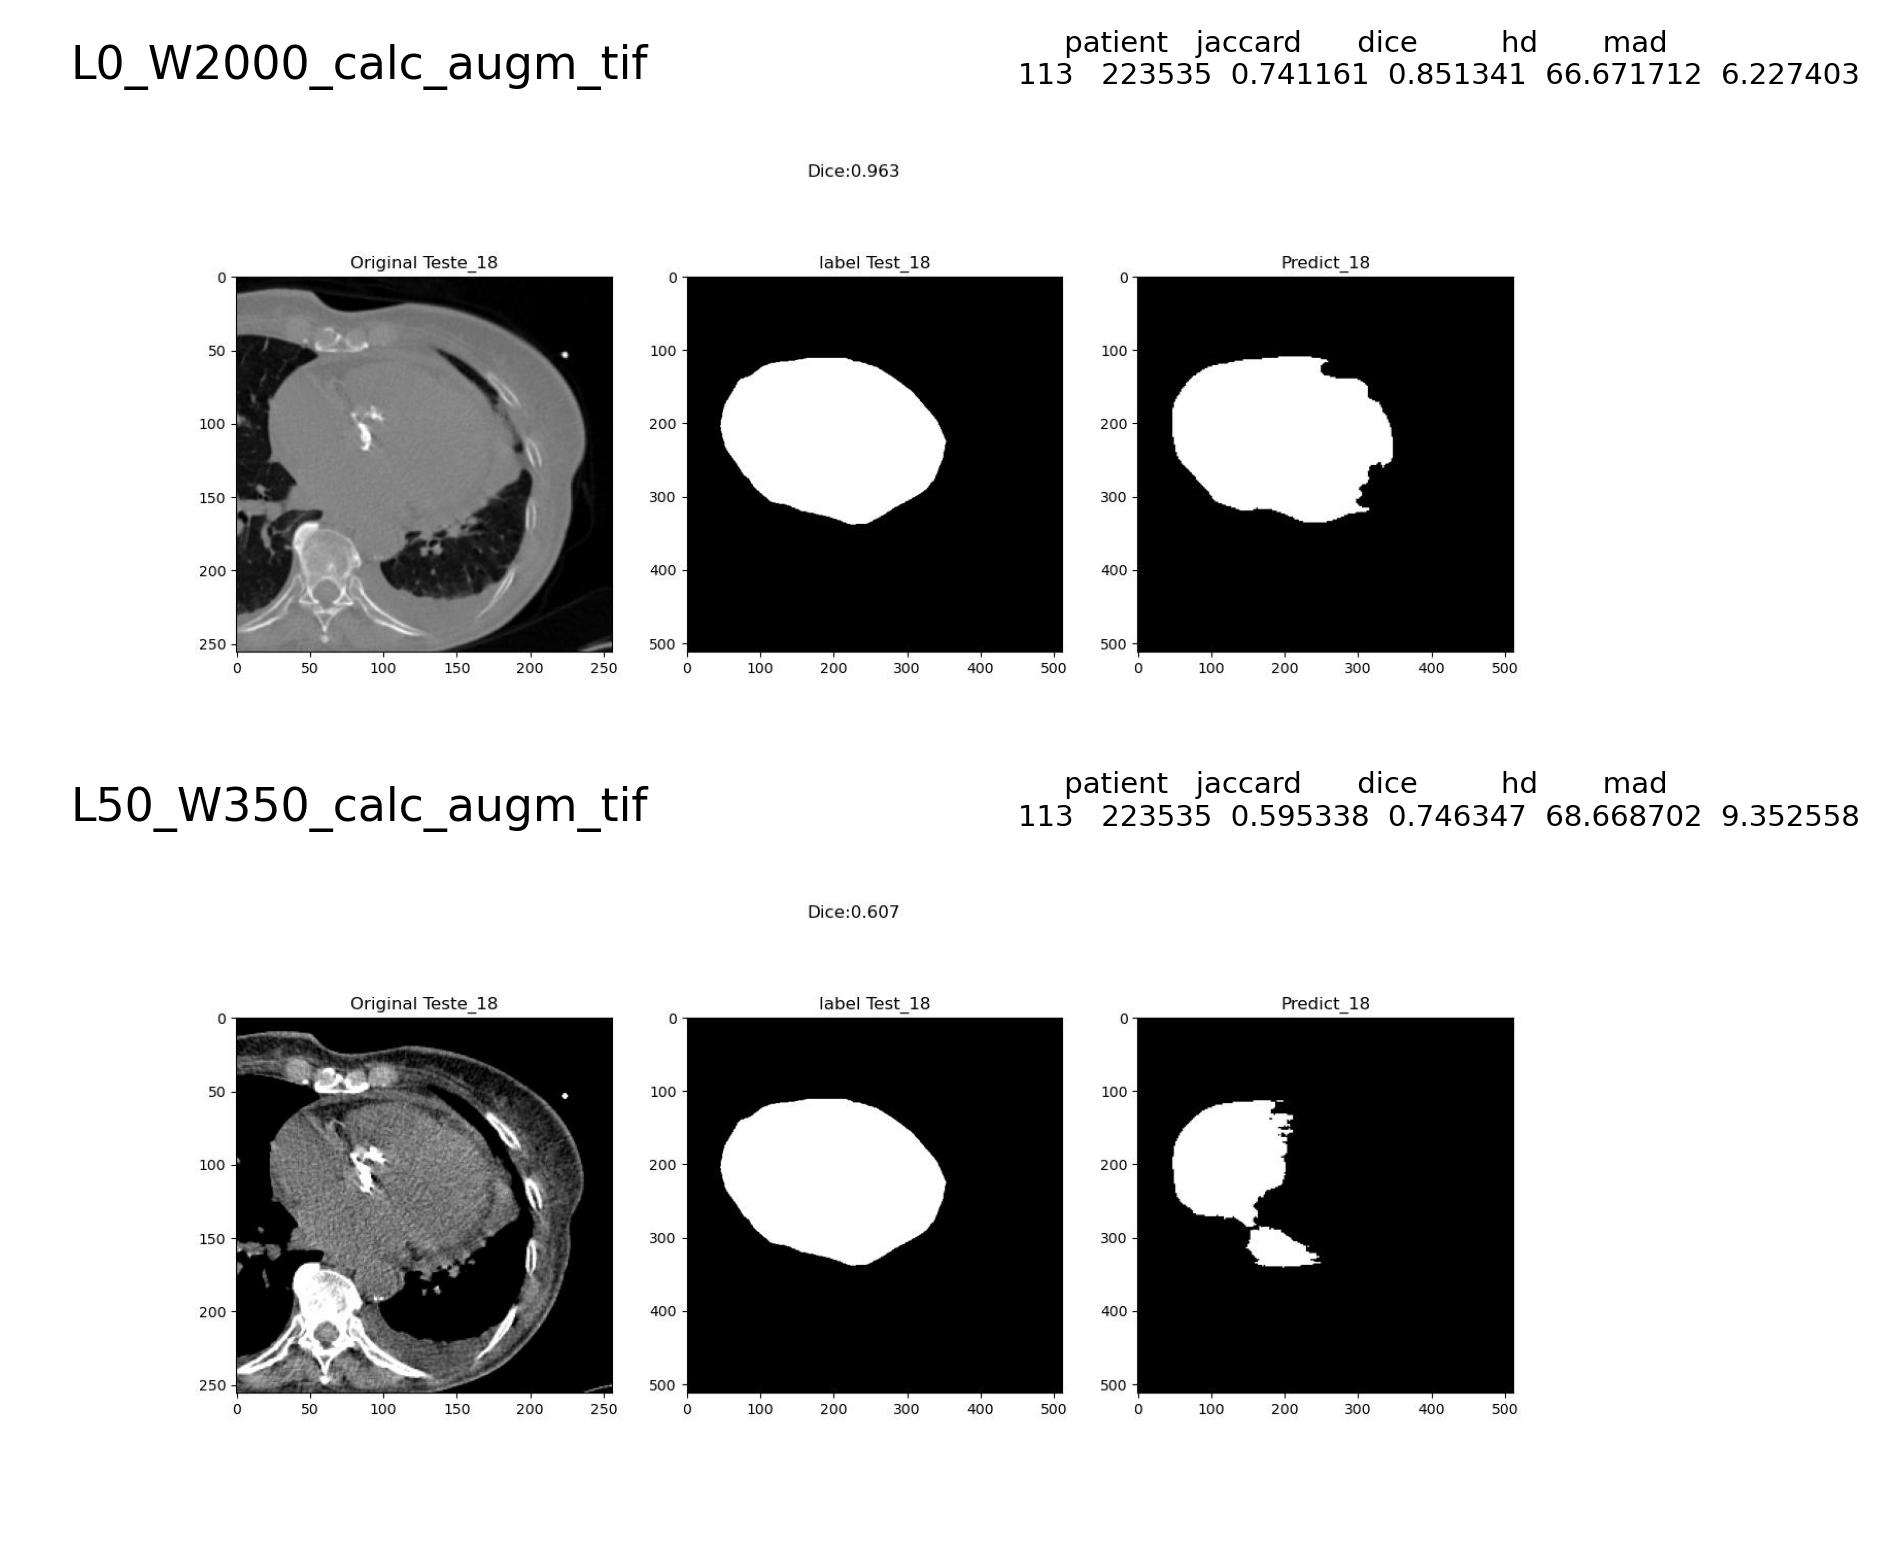 L0_W2000_calc_augm_tif
patient jaccard dice hd mad
113 223535 0.741161 0.851341 66.671712 6.227403
Dice:0.963
Original Teste_18
label Test_18
Predict_18
0
50
100
150
200
250
0 50 100 150 200 250
0
100
200
300
400
500
0 100 200 300 400 500
0
100
200
300
400
500
0 100 200 300 400 500
L50_W350_calc_augm_tif
patient jaccard dice hd mad
113 223535 0.595338 0.746347 68.668702 9.352558
Dice:0.607
Original Teste_18
label Test_18
Predict_18
0
50
100
150
200
250
0 50 100 150 200 250
0
100
200
300
400
500
0 100 200 300 400 500
0
100
200
300
400
500
0 100 200 300 400 500